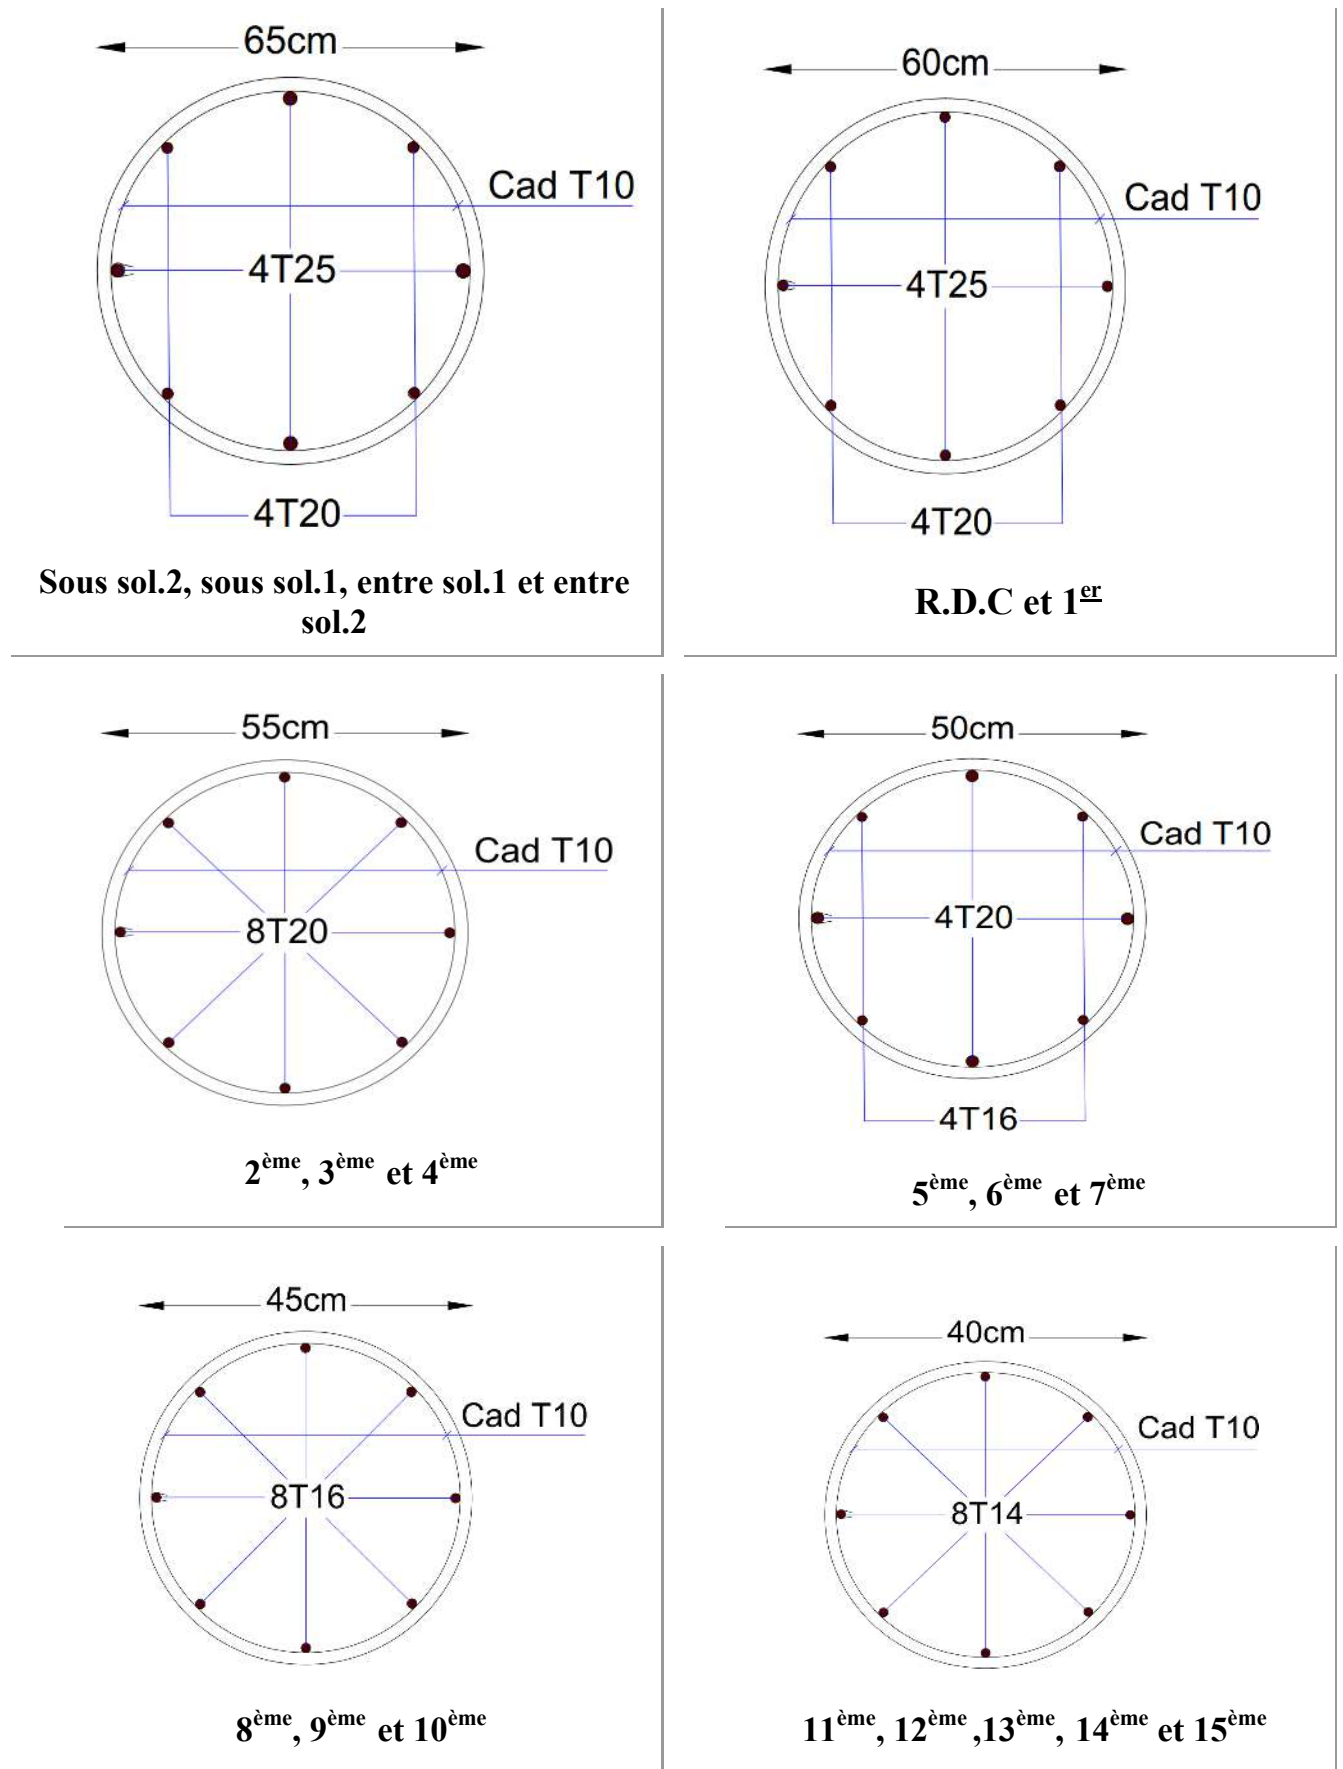 65cm
Cad T10
4T25
4T20
Sous sol.2, sous sol.1, entre sol.1 et entre
sol.2
60cm
Cad T10
4T25
4T20
R.D.C et 1er
55cm
Cad T10
8T20
2ème, 3ème et 4ème
50cm
Cad T10
4T20
4T16
5ème, 6ème et 7ème
45cm
Cad T10
8T16
8ème, 9ème et 10ème
40cm
Cad T10
8T14
11ème, 12ème ,13ème, 14ème et 15ème